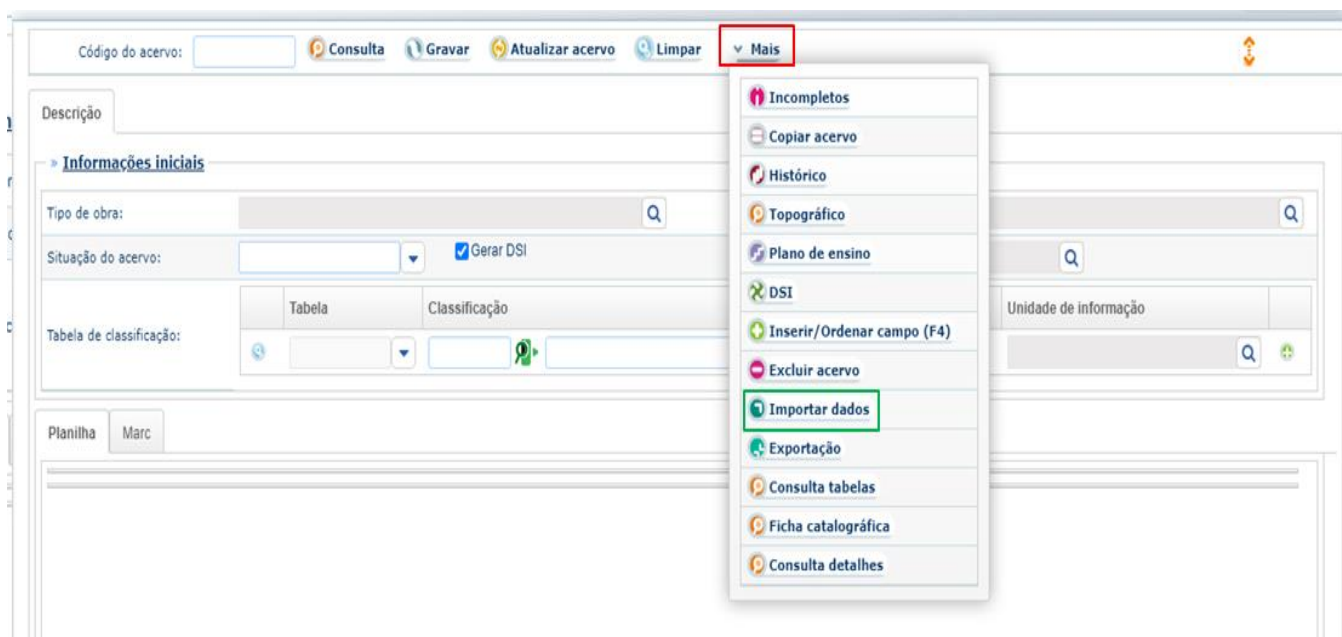 Código do acervo: Consulta Gravar Atualizar acervo Limpar Mais
Descrição
» Informações iniciais
Tipo de obra:
Situação do acervo: Gerar DSI
Tabela de classificação:
Tabela Classificação Unidade de informação
Planilha Marc
Incompletos
Copiar acervo
Histórico
Topográfico
Plano de ensino
DSI
Inserir/Ordenar campo (F4)
Excluir acervo
Importar dados
Exportação
Consulta tabelas
Ficha catalográfica
Consulta detalhes